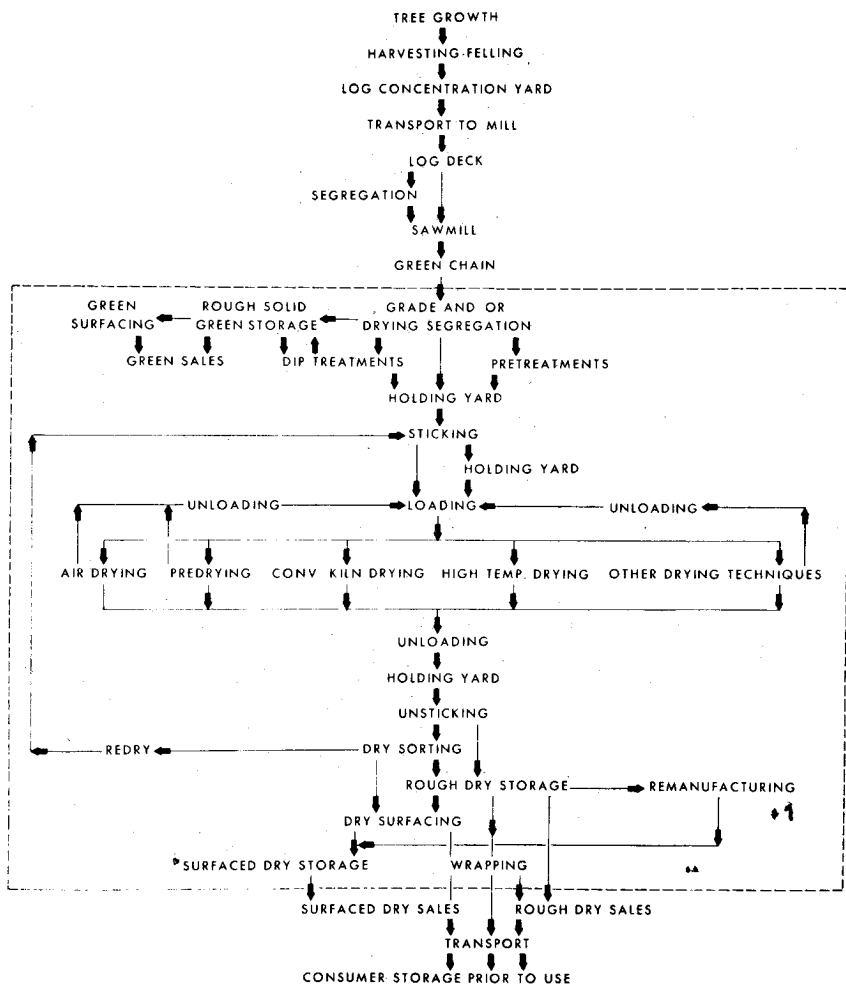 TREE GROWTH
HARVESTING-FELLING
LOG CONCENTRATION YARD
TRANSPORT TO MILL
LOG DECK
SEGREGATION
SAWMILL
GREEN CHAIN
GREEN SURFACING
ROUGH SOLID GREEN STORAGE
GRADE AND OR DRYING SEGREGATION
GREEN SALES
DIP TREATMENTS
PRETREATMENTS
HOLDING YARD
STICKING
HOLDING YARD
UNLOADING
LOADING
UNLOADING
AIR DRYING
PREDRYING
CONV KILN DRYING
HIGH TEMP. DRYING
OTHER DRYING TECHNIQUES
UNLOADING
HOLDING YARD
UNSTICKING
REDRY
DRY SORTING
ROUGH DRY STORAGE
REMANUFACTURING
DRY SURFACING
SURFACED DRY STORAGE
WRAPPING
SURFACED DRY SALES
ROUGH DRY SALES
TRANSPORT
CONSUMER STORAGE PRIOR TO USE